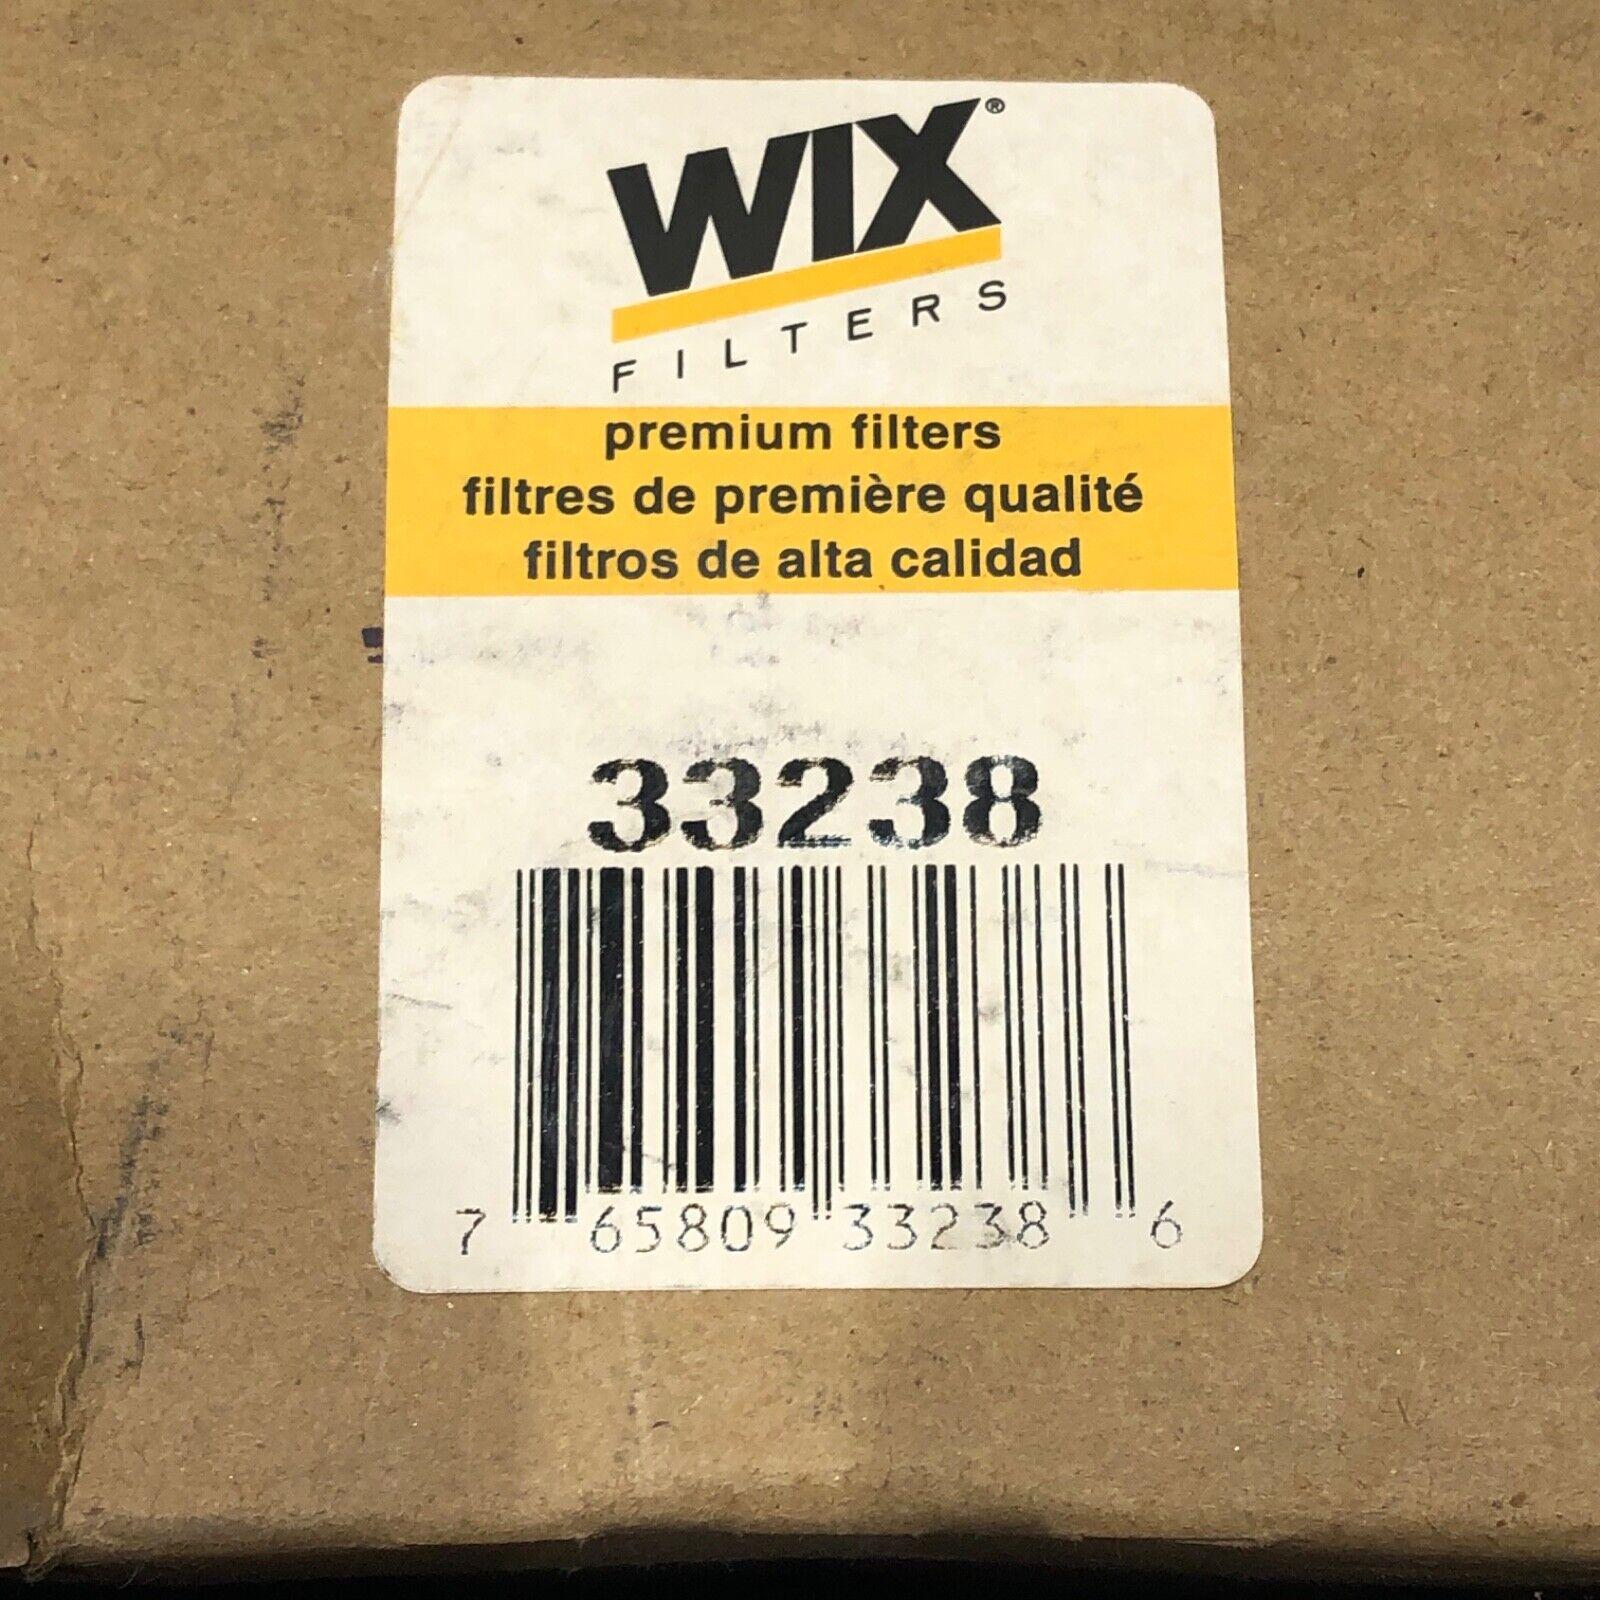 WIX®
FILTERS
premium filters
filtres de première qualité
filtros de alta calidad
33238
7 65809 33238 6